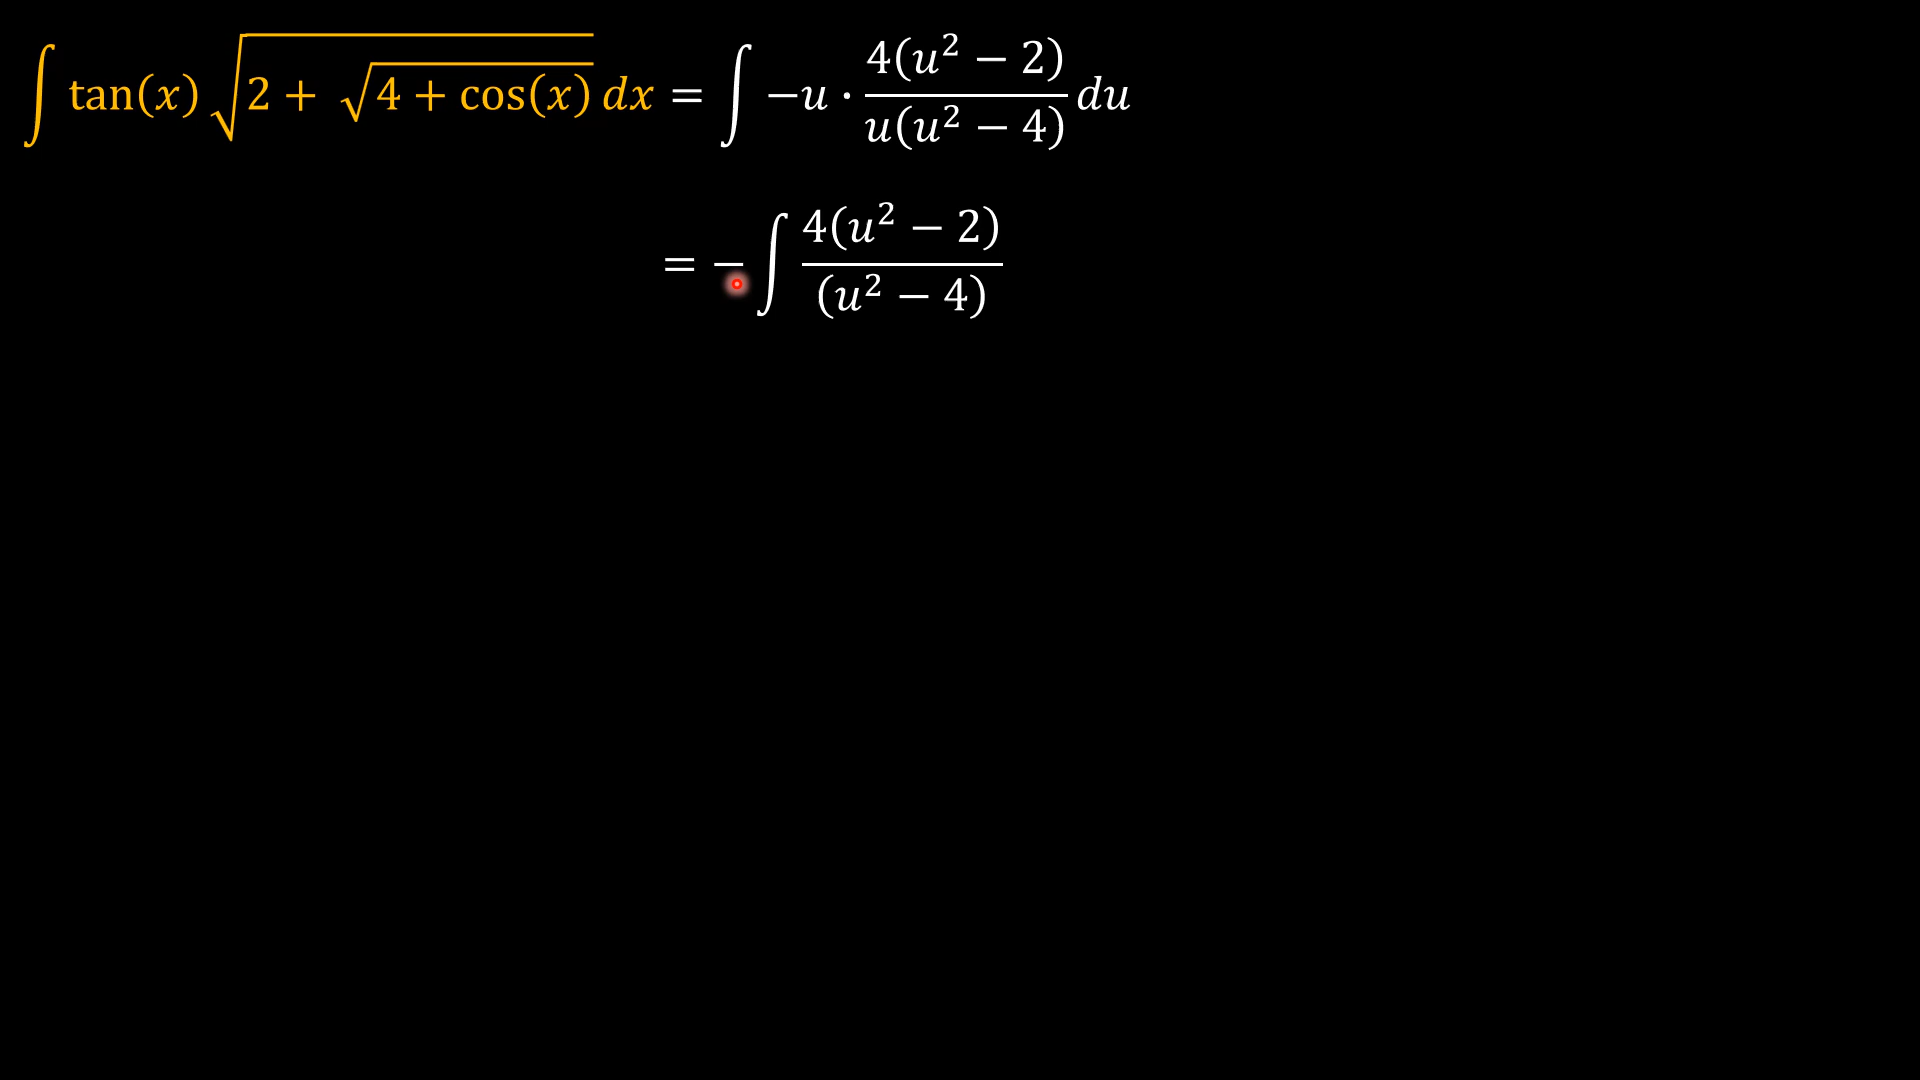 ∫ tan(x) √(2 + √(4 + cos(x))) dx = ∫ −u · 4(u² − 2)/u(u² − 4) du
= −∫ 4(u² − 2)/(u² − 4)